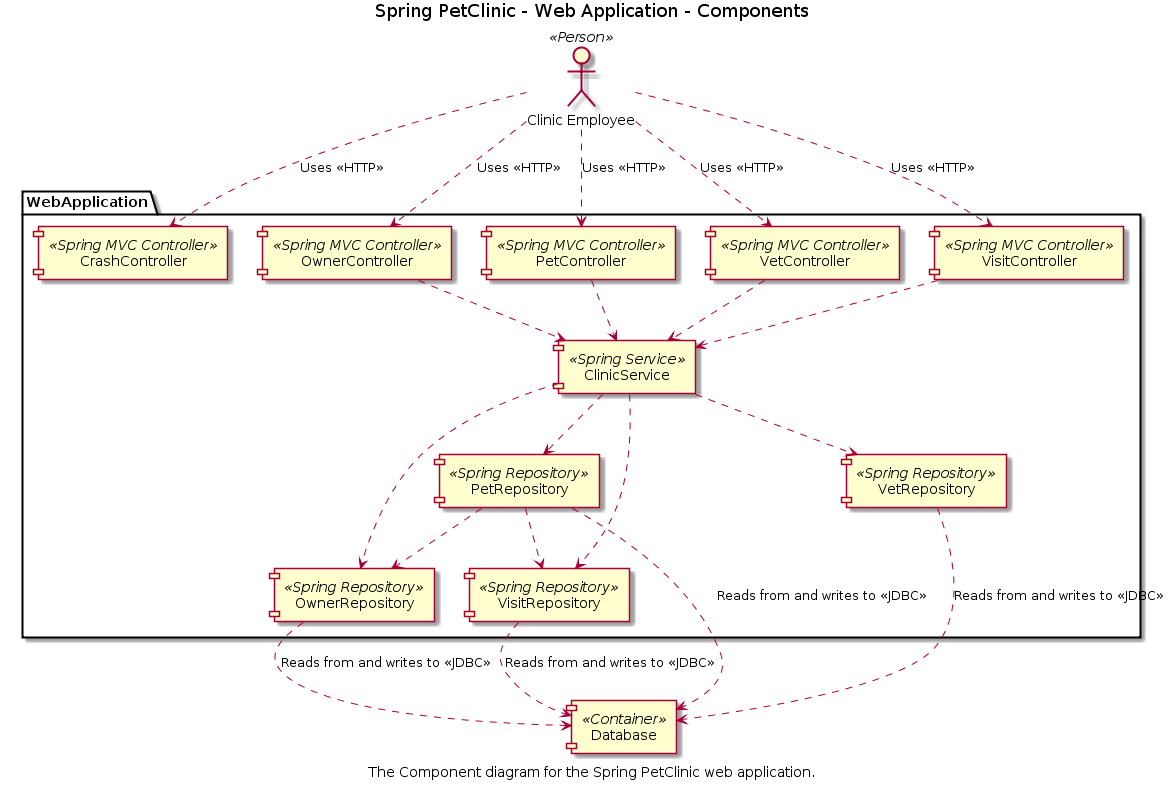 Spring PetClinic - Web Application - Components
«Person»
Clinic Employee
Uses «HTTP»
Uses «HTTP»
Uses «HTTP»
Uses «HTTP»
Uses «HTTP»
WebApplication
«Spring MVC Controller»
CrashController
«Spring MVC Controller»
OwnerController
«Spring MVC Controller»
PetController
«Spring MVC Controller»
VetController
«Spring MVC Controller»
VisitController
«Spring Service»
ClinicService
«Spring Repository»
PetRepository
«Spring Repository»
VetRepository
«Spring Repository»
OwnerRepository
«Spring Repository»
VisitRepository
Reads from and writes to «JDBC»
Reads from and writes to «JDBC»
Reads from and writes to «JDBC»
Reads from and writes to «JDBC»
«Container»
Database
The Component diagram for the Spring PetClinic web application.